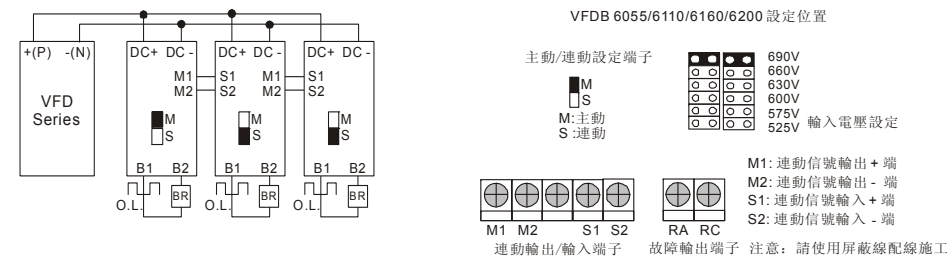 +(P) -(N)
VFD
Series
DC+ DC -
M1
M2
M
S
B1 B2
O.L.
BR
DC+ DC -
S1
S2
M1
M2
M
S
B1 B2
O.L.
BR
DC+ DC -
S1
S2
M
S
B1 B2
O.L.
BR
VFDB 6055/6110/6160/6200 設定位置
主動/連動設定端子
M
S
M:主動
S :連動
690V
660V
630V
600V
575V
525V
輸入電壓設定
M1 M2 S1 S2
連動輸出/輸入端子
RA RC
故障輸出端子
M1: 連動信號輸出 + 端
M2: 連動信號輸出 - 端
S1: 連動信號輸入 + 端
S2: 連動信號輸入 - 端
注意：請使用屏蔽線配線施工